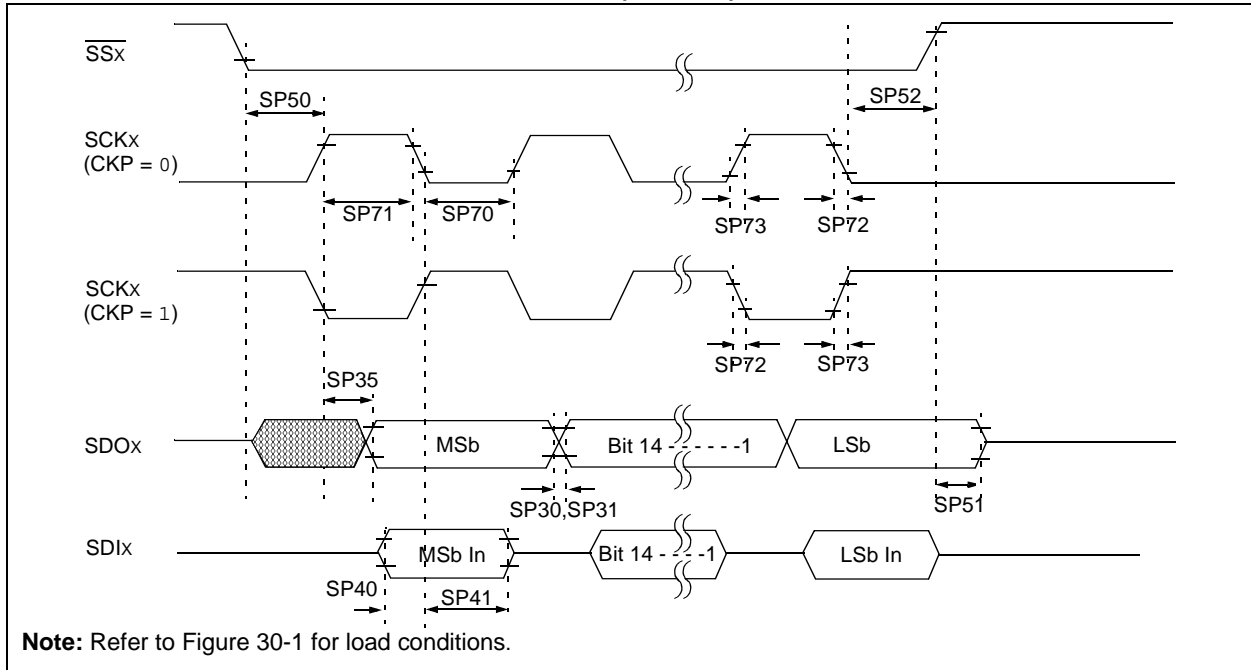 SSX
SP50
SP52
SCKX
(CKP = 0)
SP71
SP70
SP73
SP72
SCKX
(CKP = 1)
SP72
SP73
SP35
SDOX
MSb
Bit 14 - - - - - -1
LSb
SP30,SP31
SP51
SDIX
MSb In
Bit 14 - - - -1
LSb In
SP40
SP41
Note: Refer to Figure 30-1 for load conditions.